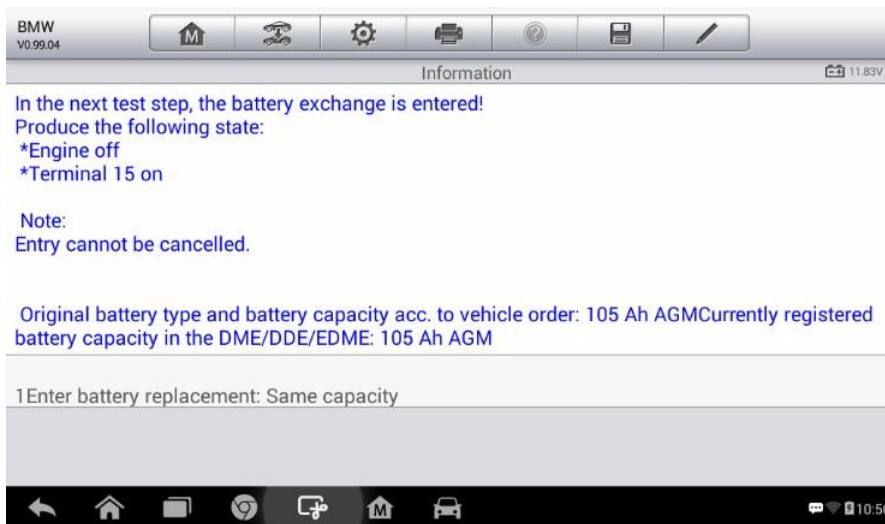 BMW
V0.99.04
M
Information
11.83V
In the next test step, the battery exchange is entered!
Produce the following state:
*Engine off
*Terminal 15 on
Note:
Entry cannot be cancelled.
Original battery type and battery capacity acc. to vehicle order: 105 Ah AGMCurrently registered
battery capacity in the DME/DDE/EDME: 105 Ah AGM
1Enter battery replacement: Same capacity
M